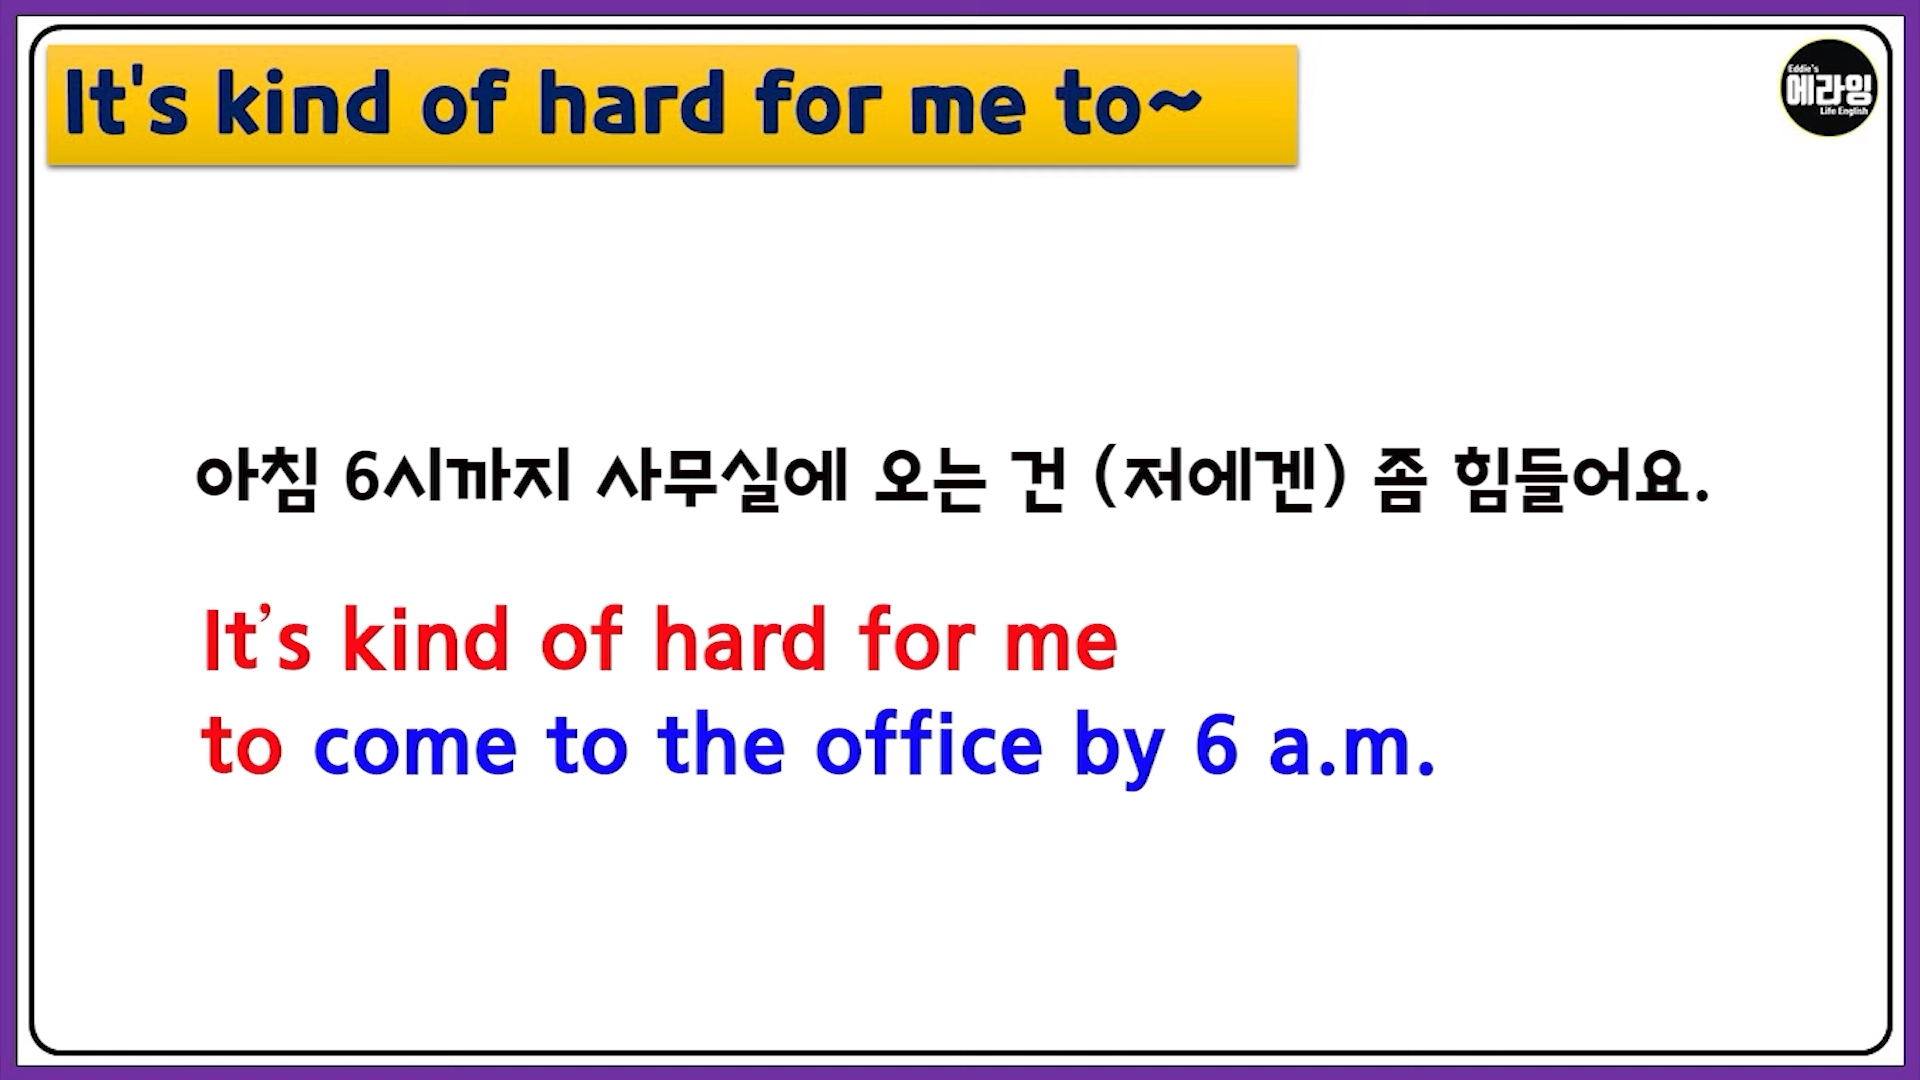 It's kind of hard for me to~
Eddie's
에라잉
Life English
아침 6시까지 사무실에 오는 건 (저에겐) 좀 힘들어요.
It’s kind of hard for me
to come to the office by 6 a.m.